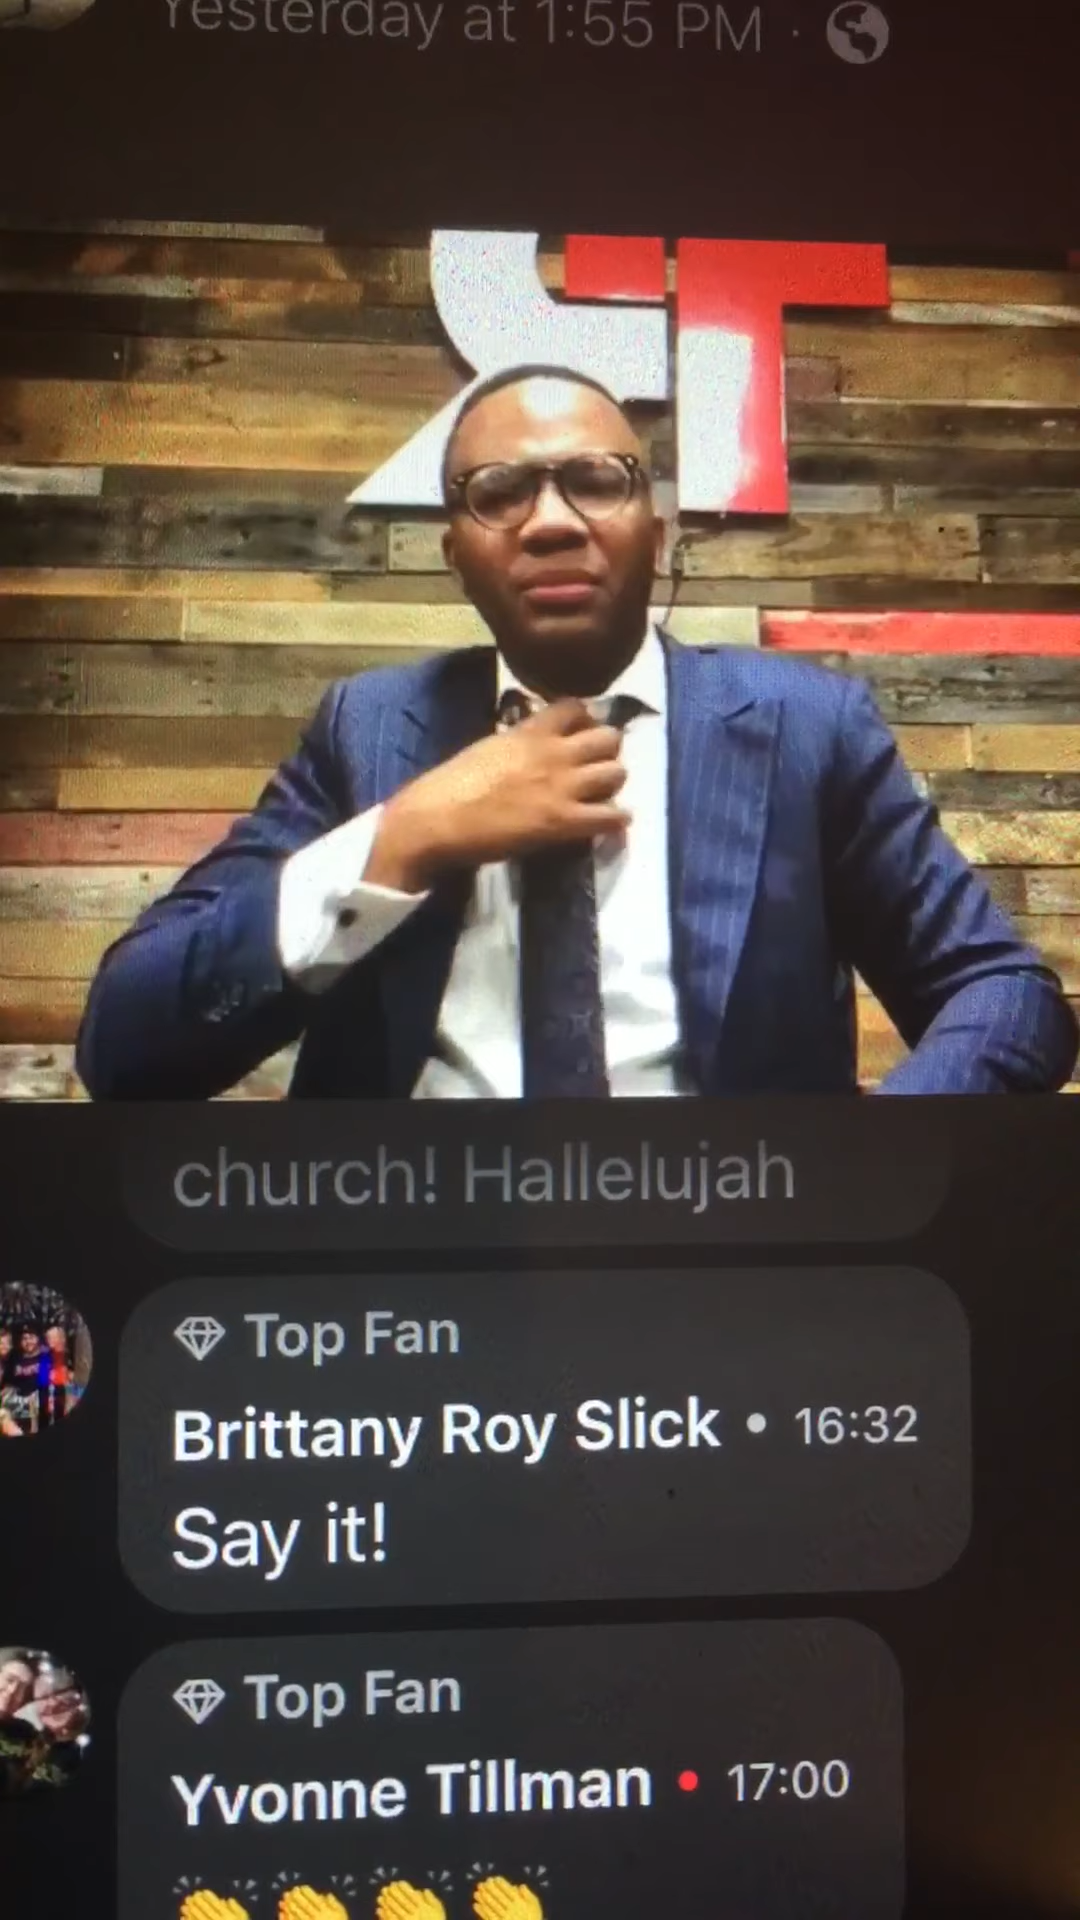 Yesterday at 1:55 PM ·
ST
church! Hallelujah
Top Fan
Brittany Roy Slick • 16:32
Say it!
Top Fan
Yvonne Tillman • 17:00
👏👏👏👏